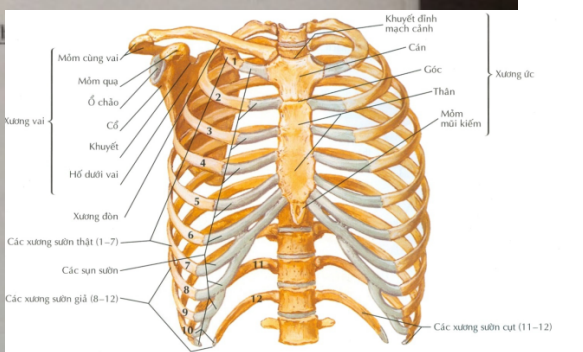 Khuyết đỉnh
mạch cảnh
Cán
Góc
Xương ức
Thân
Mỏm
mũi kiếm
Mỏm cùng vai
Mỏm quạ
Ổ chảo
Xương vai
Cổ
Khuyết
Hố dưới vai
Xương đòn
Các xương sườn thật (1–7)
Các sụn sườn
Các xương sườn giả (8–12)
Các xương sườn cụt (11–12)
1
2
3
4
5
6
7
8
9
10
11
12